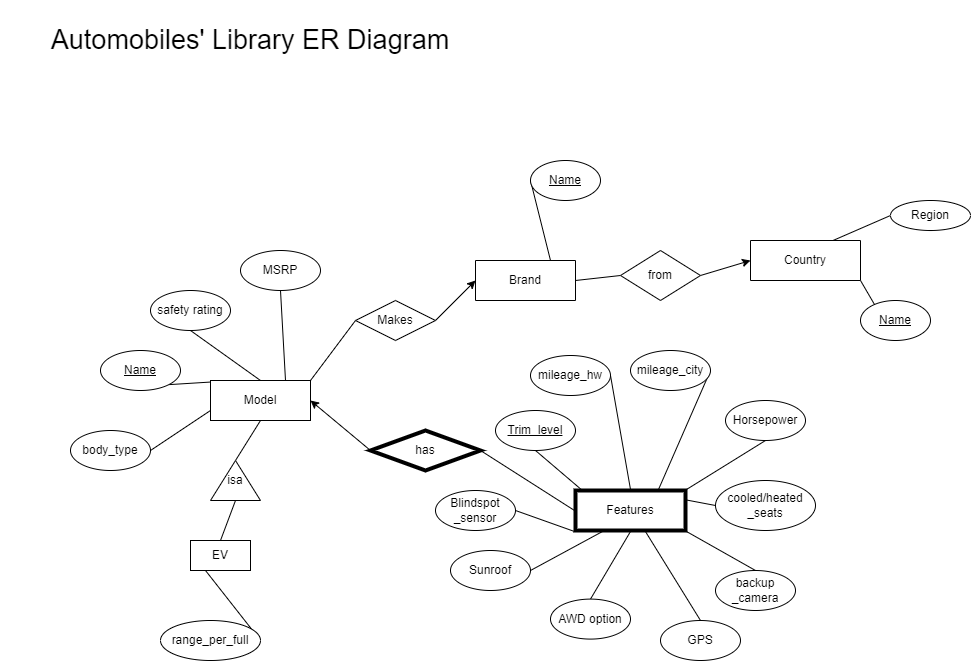 Automobiles' Library ER Diagram
Name
Region
Country
from
Brand
Name
MSRP
safety rating
Makes
Name
Model
body_type
isa
EV
range_per_full
has
mileage_hw
mileage_city
Trim_level
Horsepower
Blindspot
_sensor
Features
cooled/heated
_seats
Sunroof
backup
_camera
AWD option
GPS